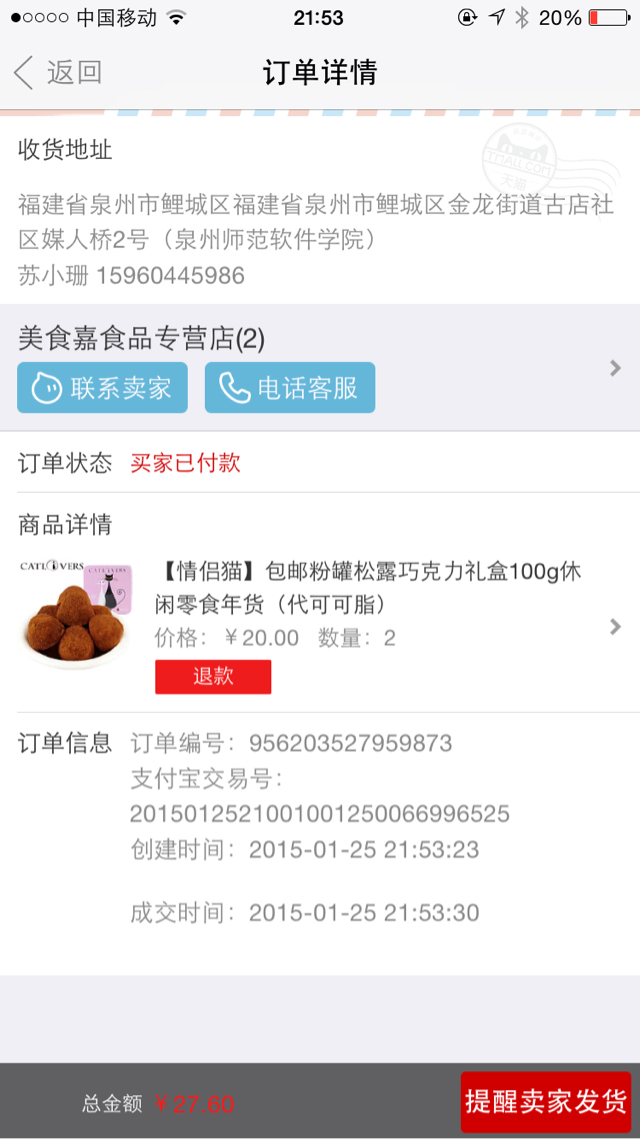 中国移动 21:53 20%
返回 订单详情
收货地址
TMALL.COM
天猫
福建省泉州市鲤城区福建省泉州市鲤城区金龙街道古店社
区媒人桥2号（泉州师范软件学院）
苏小珊 15960445986
美食嘉食品专营店(2)
联系卖家 电话客服
订单状态 买家已付款
商品详情
CATLOVERS
CATLOVERS
【情侣猫】包邮粉罐松露巧克力礼盒100g休
闲零食年货（代可可脂）
价格：￥20.00 数量：2
退款
订单信息 订单编号：956203527959873
支付宝交易号：
2015012521001001250066996525
创建时间：2015-01-25 21:53:23
成交时间：2015-01-25 21:53:30
总金额 ￥27.60 提醒卖家发货